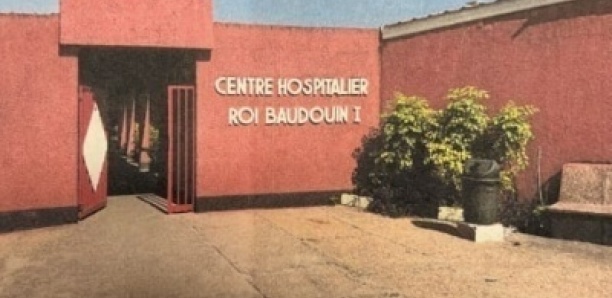 CENTRE HOSPITALIER
ROI BAUDOUIN I